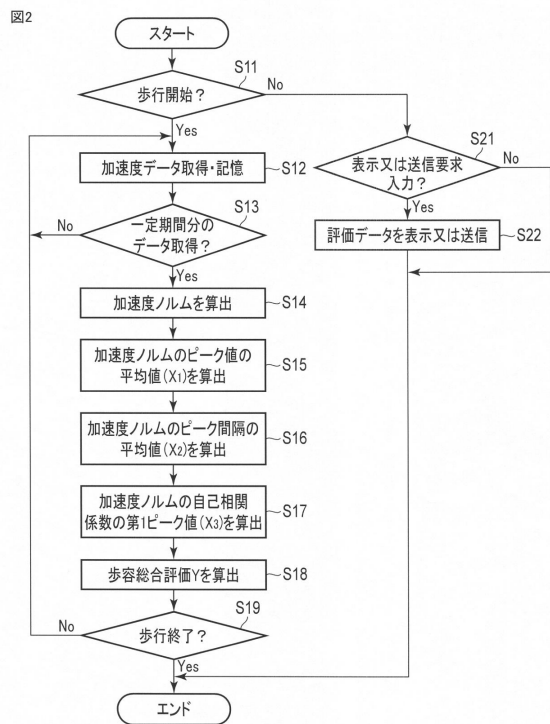 図2
スタート
歩行開始？
S11
No
Yes
加速度データ取得・記憶
S12
一定期間分の
データ取得？
S13
No
Yes
加速度ノルムを算出
S14
加速度ノルムのピーク値の
平均値(X1)を算出
S15
加速度ノルムのピーク間隔の
平均値(X2)を算出
S16
加速度ノルムの自己相関
係数の第1ピーク値(X3)を算出
S17
歩容総合評価Yを算出
S18
歩行終了？
S19
No
Yes
エンド
表示又は送信要求
入力？
S21
No
Yes
評価データを表示又は送信
S22